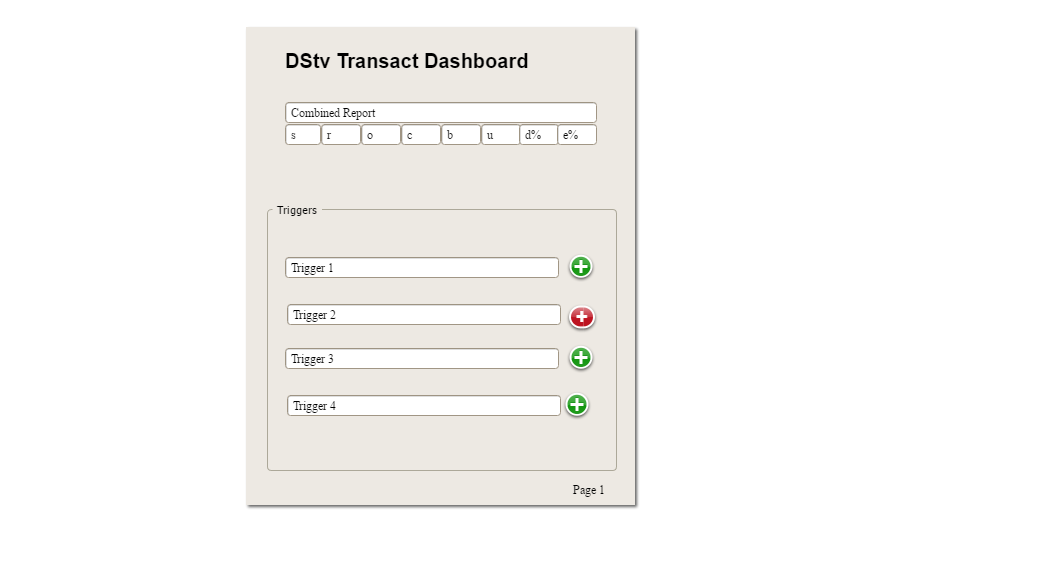 DStv Transact Dashboard
Combined Report
s r o c b u d% e%
Triggers
Trigger 1
Trigger 2
Trigger 3
Trigger 4
Page 1